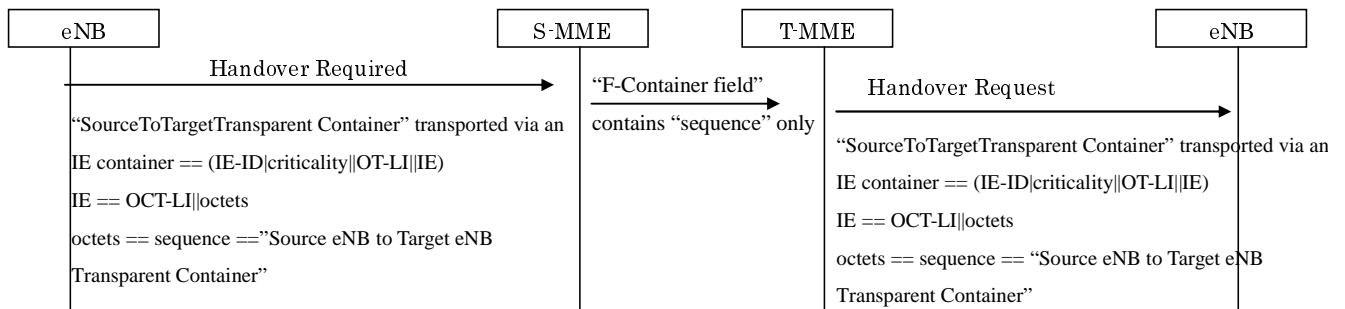 eNB
S-MME
T-MME
eNB
Handover Required
“SourceToTargetTransparent Container” transported via an
IE container == (IE-ID|criticality||OT-LI||IE)
IE == OCT-LI||octets
octets == sequence ==”Source eNB to Target eNB
Transparent Container”
“F-Container field”
contains “sequence” only
Handover Request
“SourceToTargetTransparent Container” transported via an
IE container == (IE-ID|criticality||OT-LI||IE)
IE == OCT-LI||octets
octets == sequence == “Source eNB to Target eNB
Transparent Container”